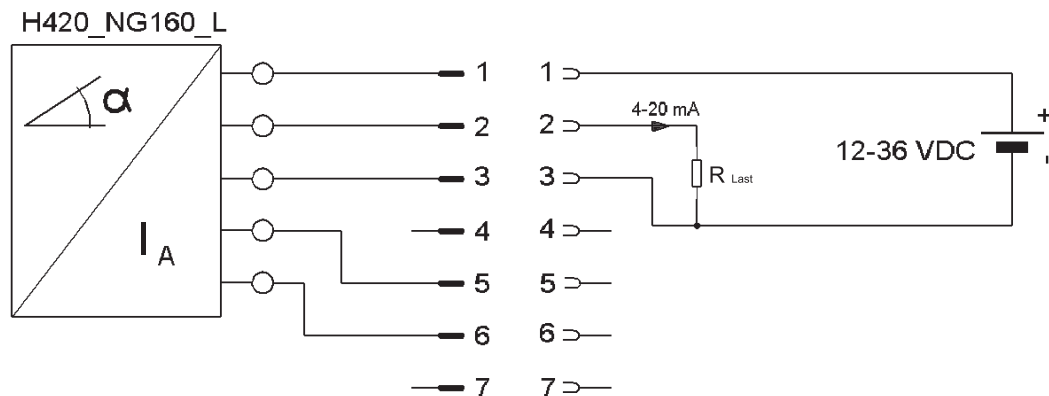 H420_NG160_L
α
I A
1 1
2 4-20 mA 2
3 3
R Last
12-36 VDC
+
-
4 4
5 5
6 6
7 7